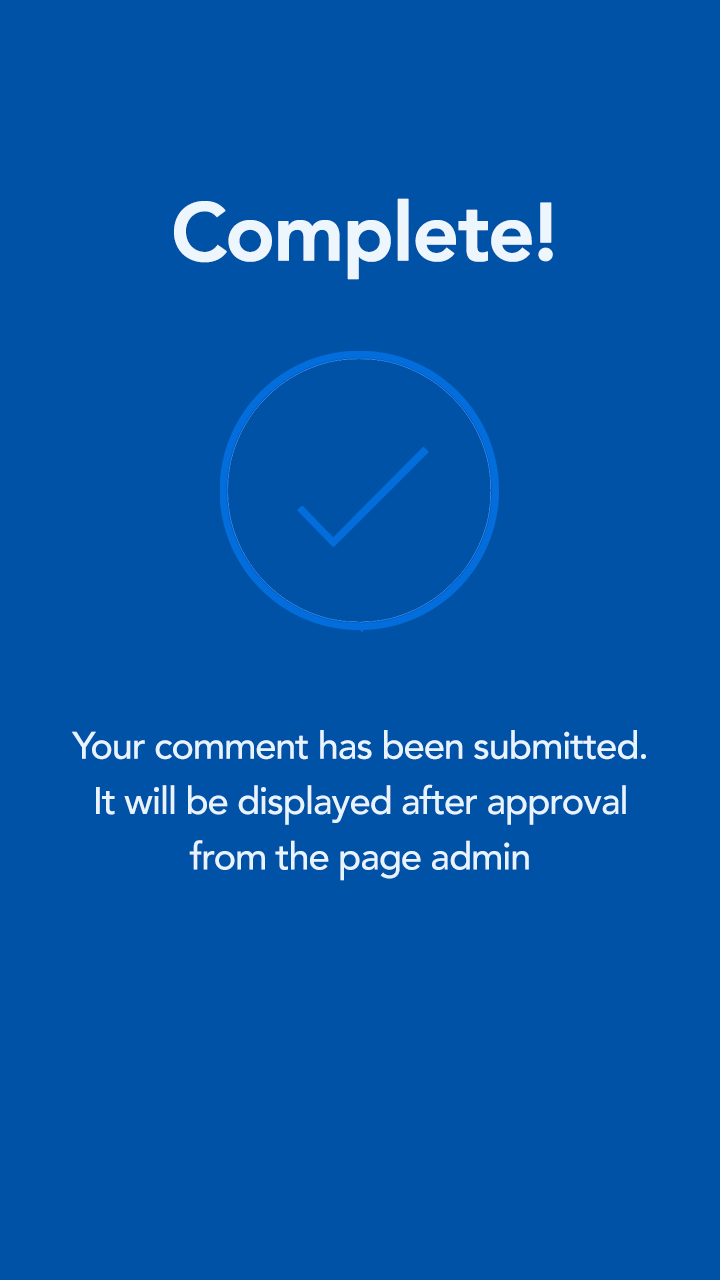 Complete!
Your comment has been submitted.
It will be displayed after approval
from the page admin